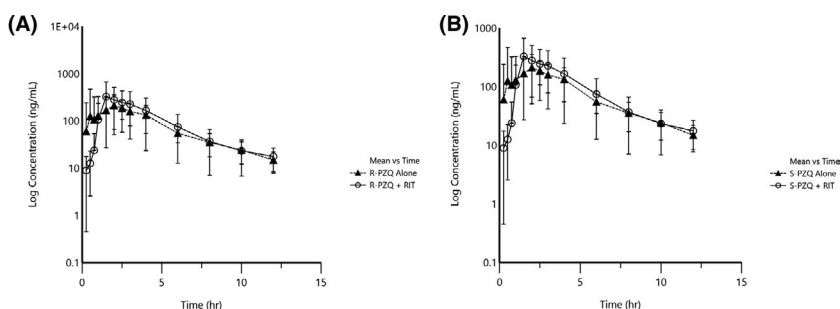 (A)
1E+04
1000
100
10
1
0.1
Log Concentration (ng/mL)
0
5
10
15
Time (hr)
Mean vs Time
R-PZQ Alone
R-PZQ + RIT
(B)
1000
100
10
1
0.1
Log Concentration (ng/mL)
0
5
10
15
Time (hr)
Mean vs Time
S-PZQ Alone
S-PZQ + RIT